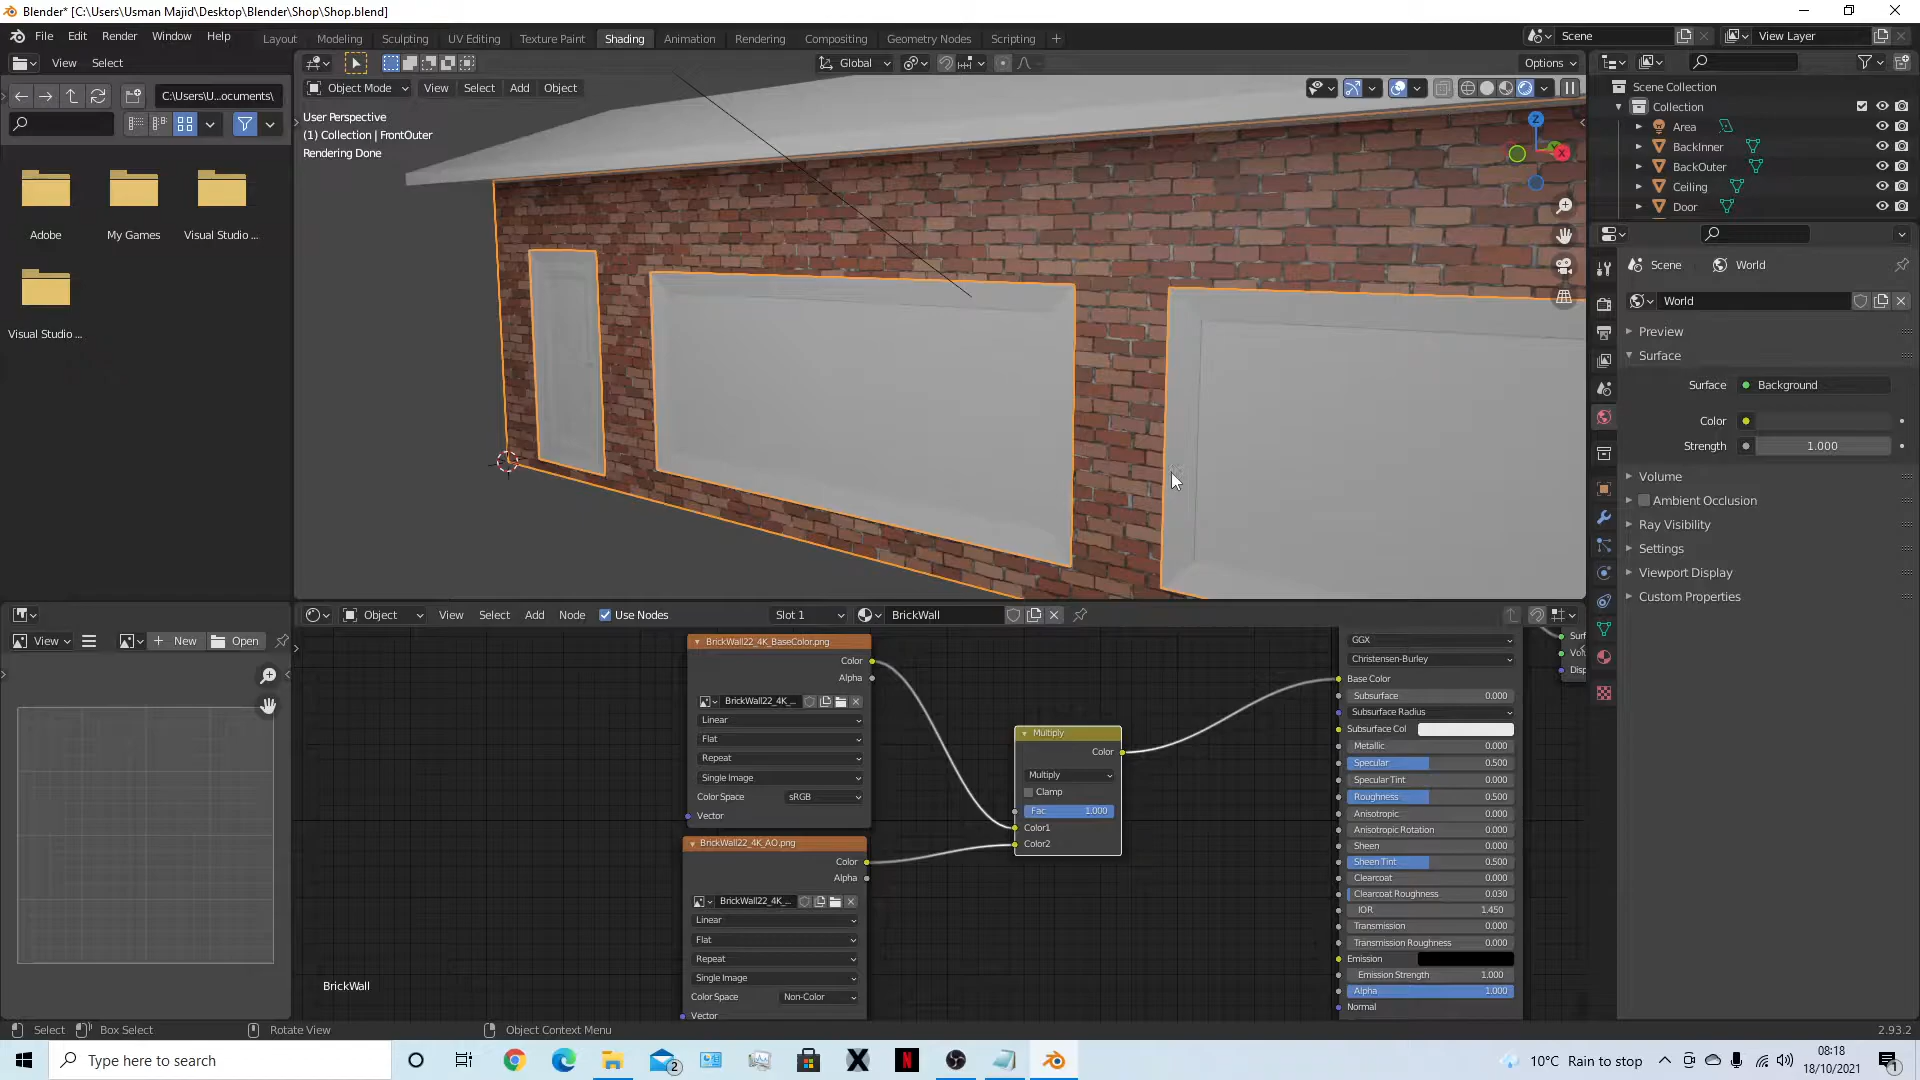 Blender* [C:\Users\Usman Majid\Desktop\Blender\Shop\Shop.blend]
File Edit Render Window Help
Layout Modeling Sculpting UV Editing Texture Paint Shading Animation Rendering Compositing Geometry Nodes Scripting
Scene
View Layer
View Select
Global
Options
C:\Users\U...ocuments\
Object Mode View Select Add Object
User Perspective
(1) Collection | FrontOuter
Rendering Done
Z
X
Adobe
My Games
Visual Studio ...
Visual Studio ...
Scene Collection
Collection
Area
BackInner
BackOuter
Ceiling
Door
Scene World
World
Preview
Surface
Surface Background
Color
Strength 1.000
Volume
Ambient Occlusion
Ray Visibility
Settings
Viewport Display
Custom Properties
View New Open
Object View Select Add Node Use Nodes Slot 1 BrickWall
BrickWall22_4K_BaseColor.png
Color
Alpha
BrickWall22_4K_...
Linear
Flat
Repeat
Single Image
Color Space sRGB
Vector
BrickWall22_4K_AO.png
Color
Alpha
BrickWall22_4K_...
Linear
Flat
Repeat
Single Image
Color Space Non-Color
Vector
Multiply
Color
Multiply
Clamp
Fac 1.000
Color1
Color2
GGX
Christensen-Burley
Base Color
Subsurface 0.000
Subsurface Radius
Subsurface Col
Metallic 0.000
Specular 0.500
Specular Tint 0.000
Roughness 0.500
Anisotropic 0.000
Anisotropic Rotation 0.000
Sheen 0.000
Sheen Tint 0.500
Clearcoat 0.000
Clearcoat Roughness 0.030
IOR 1.450
Transmission 0.000
Transmission Roughness 0.000
Emission
Emission Strength 1.000
Alpha 1.000
Normal
Surf
Disp
BrickWall
Select Box Select Rotate View Object Context Menu 2.93.2
Type here to search
2
10°C Rain to stop
08:18
18/10/2021
1